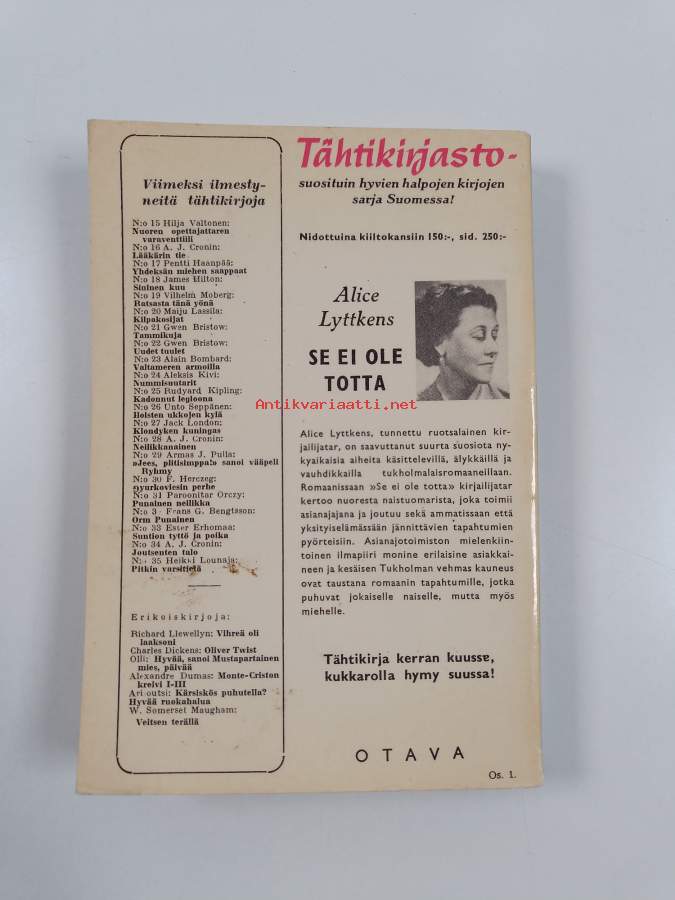 Viimeksi ilmesty-
neitä tähtikirjoja
N:o 15 Hilja Valtonen:
Nuoren opettajattaren
varaventtiili
N:o 16 A. J. Cronin:
Lääkärin tie
N:o 17 Pentti Haanpää:
Yhdeksän miehen saappaat
N:o 18 James Hilton:
Sininen kuu
N:o 19 Vilhelm Moberg:
Ratsasta tänä yönä
N:o 20 Maiju Lassila:
Kilpakosijat
N:o 21 Gwen Bristow:
Tammikuja
N:o 22 Gwen Bristow:
Uudet tuulet
N:o 23 Alain Bombard:
Valtameren armoilla
N:o 24 Aleksis Kivi:
Nummisuutarit
N:o 25 Rudyard Kipling:
Kadonnut legioona
N:o 26 Unto Seppänen:
Iloisten ukkojen kylä
N:o 27 Jack London:
Klondyken kuningas
N:o 28 A. J. Cronin:
Neilikkanainen
N:o 29 Armas J. Pulla:
»Jees, plitisimppa!» sanoi vääpeli
Ryhmy
N:o 30 F. Herczeg:
Gyurkoviesin perhe
N:o 31 Paroonitar Orczy:
Punainen neilikka
N:o 3 Frans G. Bengtsson:
Orm Punainen
N:o 33 Ester Erhomaa:
Suntion tyttö ja poika
N:o 34 A. J. Cronin:
Joutsenten talo
N:o 35 Heikki Lounaja:
Pitkin varsitietä
Erikoiskirjoja:
Richard Llewellyn: Vihreä oli
laaksoni
Charles Dickens: Oliver Twist
Olli: Hyvää, sanoi Mustapartainen
mies, päivää
Alexandre Dumas: Monte-Criston
kreivi I-III
Arijoutsi: Kärsiskös puhutella?
Hyvää ruokahalua
W. Somerset Maugham:
Veitsen terällä
Tähtikirjasto-
suosituin hyvien halpojen kirjojen
sarja Suomessa!
Nidottuina kiiltokansiin 150:-, sid. 250:-
Alice
Lyttkens
SE EI OLE
TOTTA
Antikvariaatti.net
Alice Lyttkens, tunnettu ruotsalainen kir-
jailijatar, on saavuttanut suurta suosiota ny-
kyaikaisia aiheita käsittelevillä, älykkäillä ja
vauhdikkailla tukholmalaisromaaneillaan.
Romaanissaan »Se ei ole totta» kirjailijatar
kertoo nuoresta naistuomarista, joka toimii
asianajajana ja joutuu sekä ammatissaan että
yksityiselämässään jännittävien tapahtumien
pyörteisiin. Asianajotoimiston mielenkiin-
toinen ilmapiiri monine erilaisine asiakkai-
neen ja kesäisen Tukholman vehmas kauneus
ovat taustana romaanin tapahtumille, jotka
puhuvat jokaiselle naiselle, mutta myös
miehelle.
Tähtikirja kerran kuussa,
kukkarolla hymy suussa!
OTAVA
Os. 1.